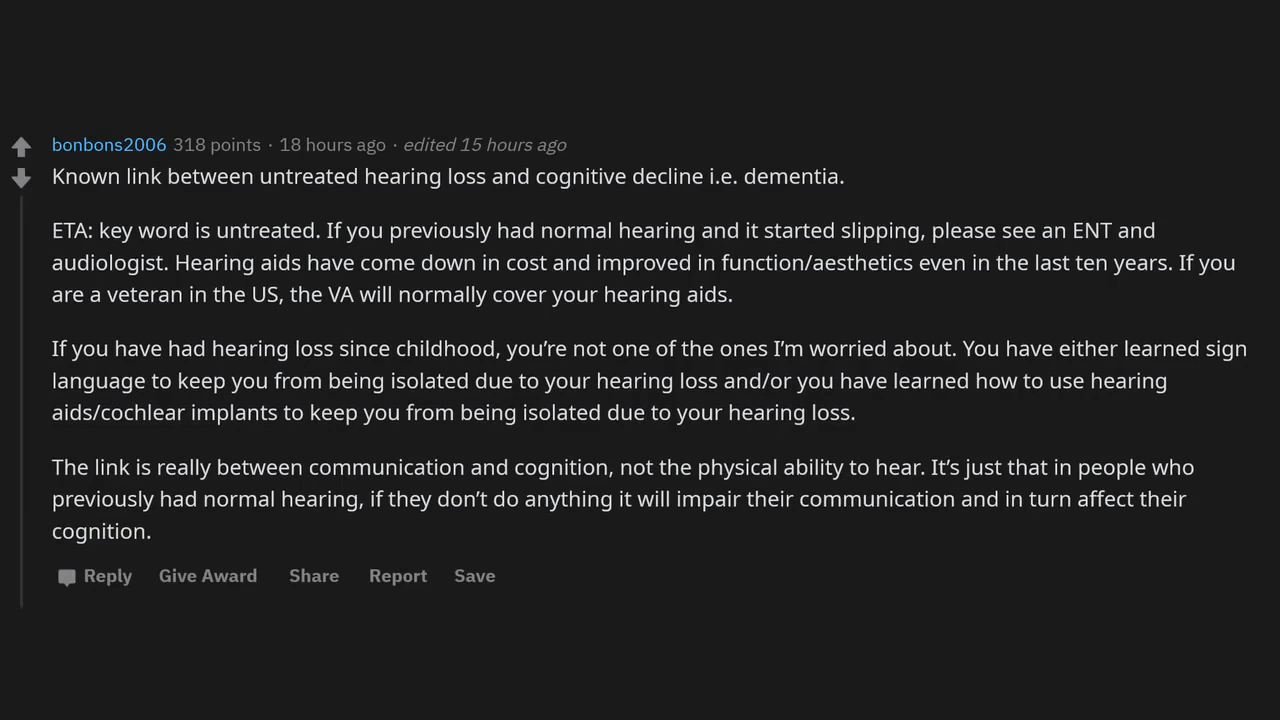 bonbons2006 318 points · 18 hours ago · edited 15 hours ago
Known link between untreated hearing loss and cognitive decline i.e. dementia.
ETA: key word is untreated. If you previously had normal hearing and it started slipping, please see an ENT and
audiologist. Hearing aids have come down in cost and improved in function/aesthetics even in the last ten years. If you
are a veteran in the US, the VA will normally cover your hearing aids.
If you have had hearing loss since childhood, you’re not one of the ones I’m worried about. You have either learned sign
language to keep you from being isolated due to your hearing loss and/or you have learned how to use hearing
aids/cochlear implants to keep you from being isolated due to your hearing loss.
The link is really between communication and cognition, not the physical ability to hear. It’s just that in people who
previously had normal hearing, if they don’t do anything it will impair their communication and in turn affect their
cognition.
Reply Give Award Share Report Save